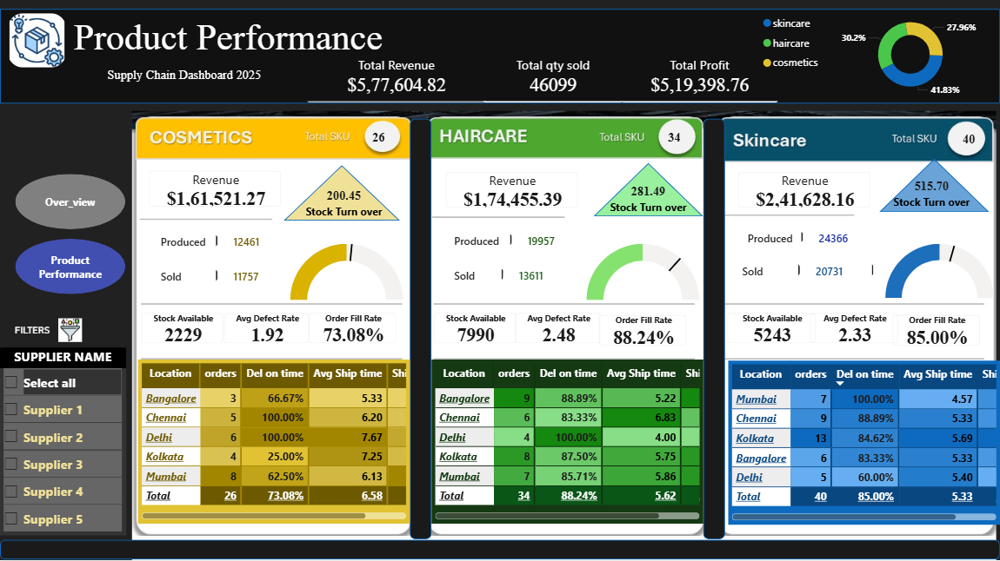 Product Performance
Supply Chain Dashboard 2025
Total Revenue
$5,77,604.82
Total qty sold
46099
Total Profit
$5,19,398.76
skincare
haircare
cosmetics
30.2%
27.96%
41.83%
Over_view
Product
Performance
FILTERS
SUPPLIER NAME
Select all
Supplier 1
Supplier 2
Supplier 3
Supplier 4
Supplier 5
COSMETICS Total SKU 26
Revenue
$1,61,521.27
200.45
Stock Turn over
Produced 12461
Sold 11757
Stock Available Avg Defect Rate Order Fill Rate
2229 1.92 73.08%
Location orders Del on time Avg Ship time Shi
Bangalore 3 66.67% 5.33
Chennai 5 100.00% 6.20
Delhi 6 100.00% 7.67
Kolkata 4 25.00% 7.25
Mumbai 8 62.50% 6.13
Total 26 73.08% 6.58
HAIRCARE Total SKU 34
Revenue
$1,74,455.39
281.49
Stock Turn over
Produced 19957
Sold 13611
Stock Available Avg Defect Rate Order Fill Rate
7990 2.48 88.24%
Location orders Del on time Avg Ship time Shi
Bangalore 9 88.89% 5.22
Chennai 6 83.33% 6.83
Delhi 4 100.00% 4.00
Kolkata 8 87.50% 5.75
Mumbai 7 85.71% 5.86
Total 34 88.24% 5.62
Skincare Total SKU 40
Revenue
$2,41,628.16
515.70
Stock Turn over
Produced 24366
Sold 20731
Stock Available Avg Defect Rate Order Fill Rate
5243 2.33 85.00%
Location orders Del on time Avg Ship time Shi
Mumbai 7 100.00% 4.57
Chennai 9 88.89% 5.33
Kolkata 13 84.62% 5.69
Bangalore 6 83.33% 5.33
Delhi 5 60.00% 5.40
Total 40 85.00% 5.33